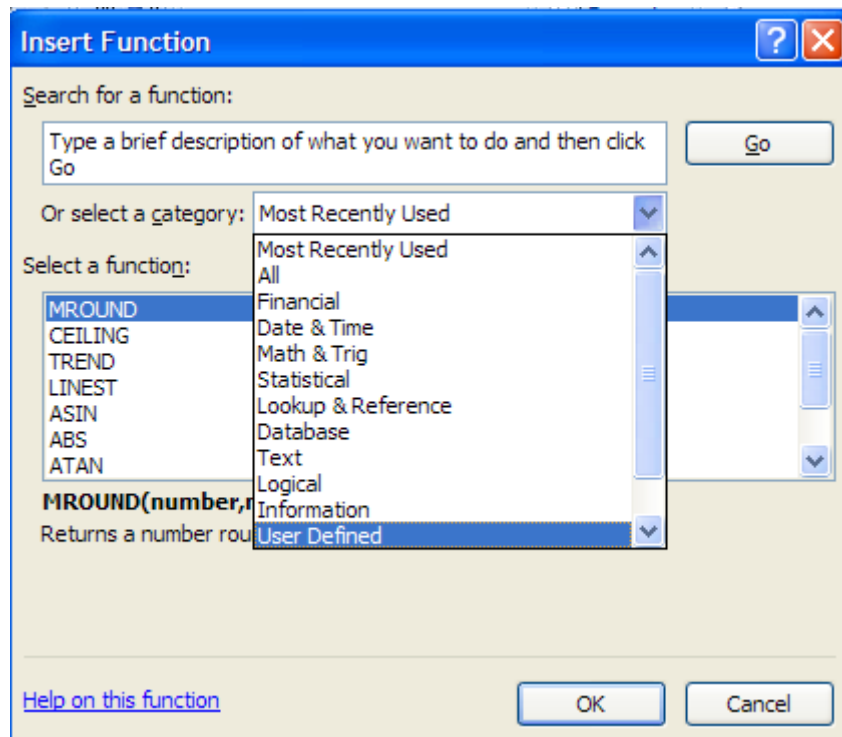 Insert Function
Search for a function:
Type a brief description of what you want to do and then click
Go
Go
Or select a category: Most Recently Used
Most Recently Used
All
Financial
Date & Time
Math & Trig
Statistical
Lookup & Reference
Database
Text
Logical
Information
User Defined
Select a function:
MROUND
CEILING
TREND
LINEST
ASIN
ABS
ATAN
MROUND(number,
Returns a number
Help on this function
OK
Cancel